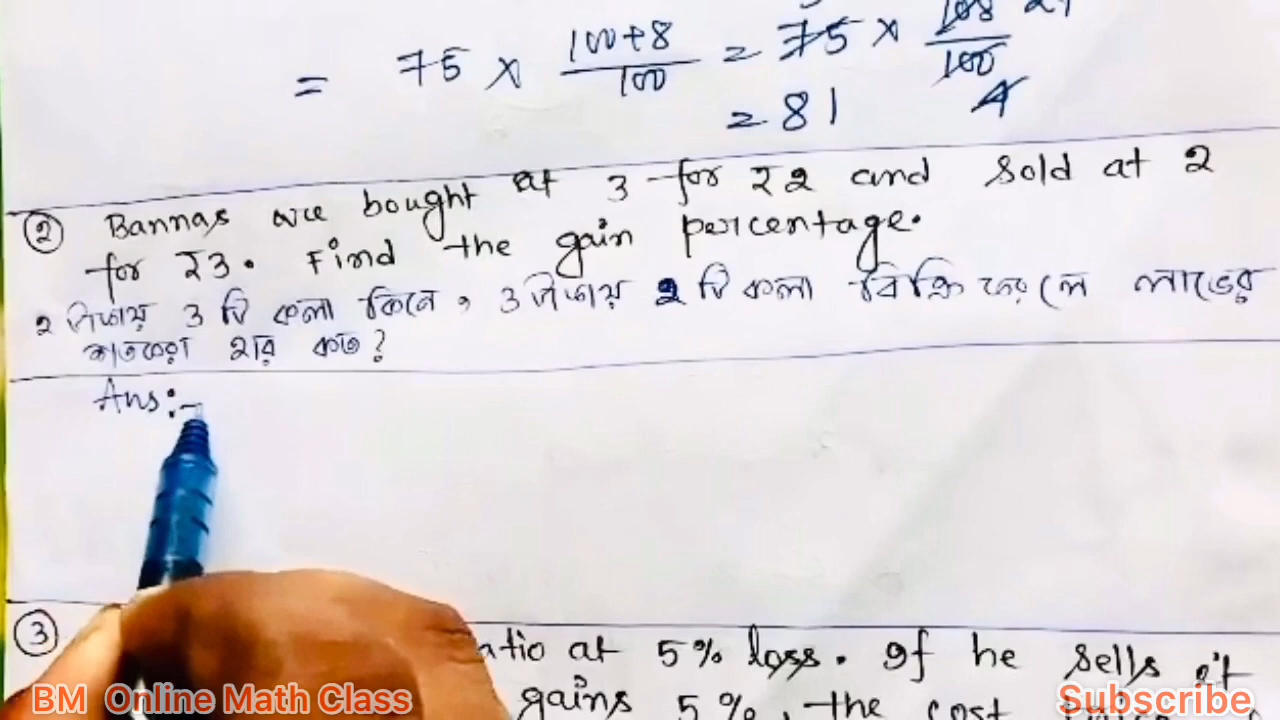 = 75 × 100+8/100 = 75 × 108/100
= 81 4
② Bannas are bought at 3 for ₹2 and Sold at 2
for ₹3. Find the gain percentage.
2 টাকায় 3 টি কলা কিনে, 3 টাকায় 2 টি কলা বিক্রি করলে লাভের
শতকরা হার কত?
Ans:-
③ atio at 5% loss. If he sells it
gains 5%, the cost
BM Online Math Class
Subscribe